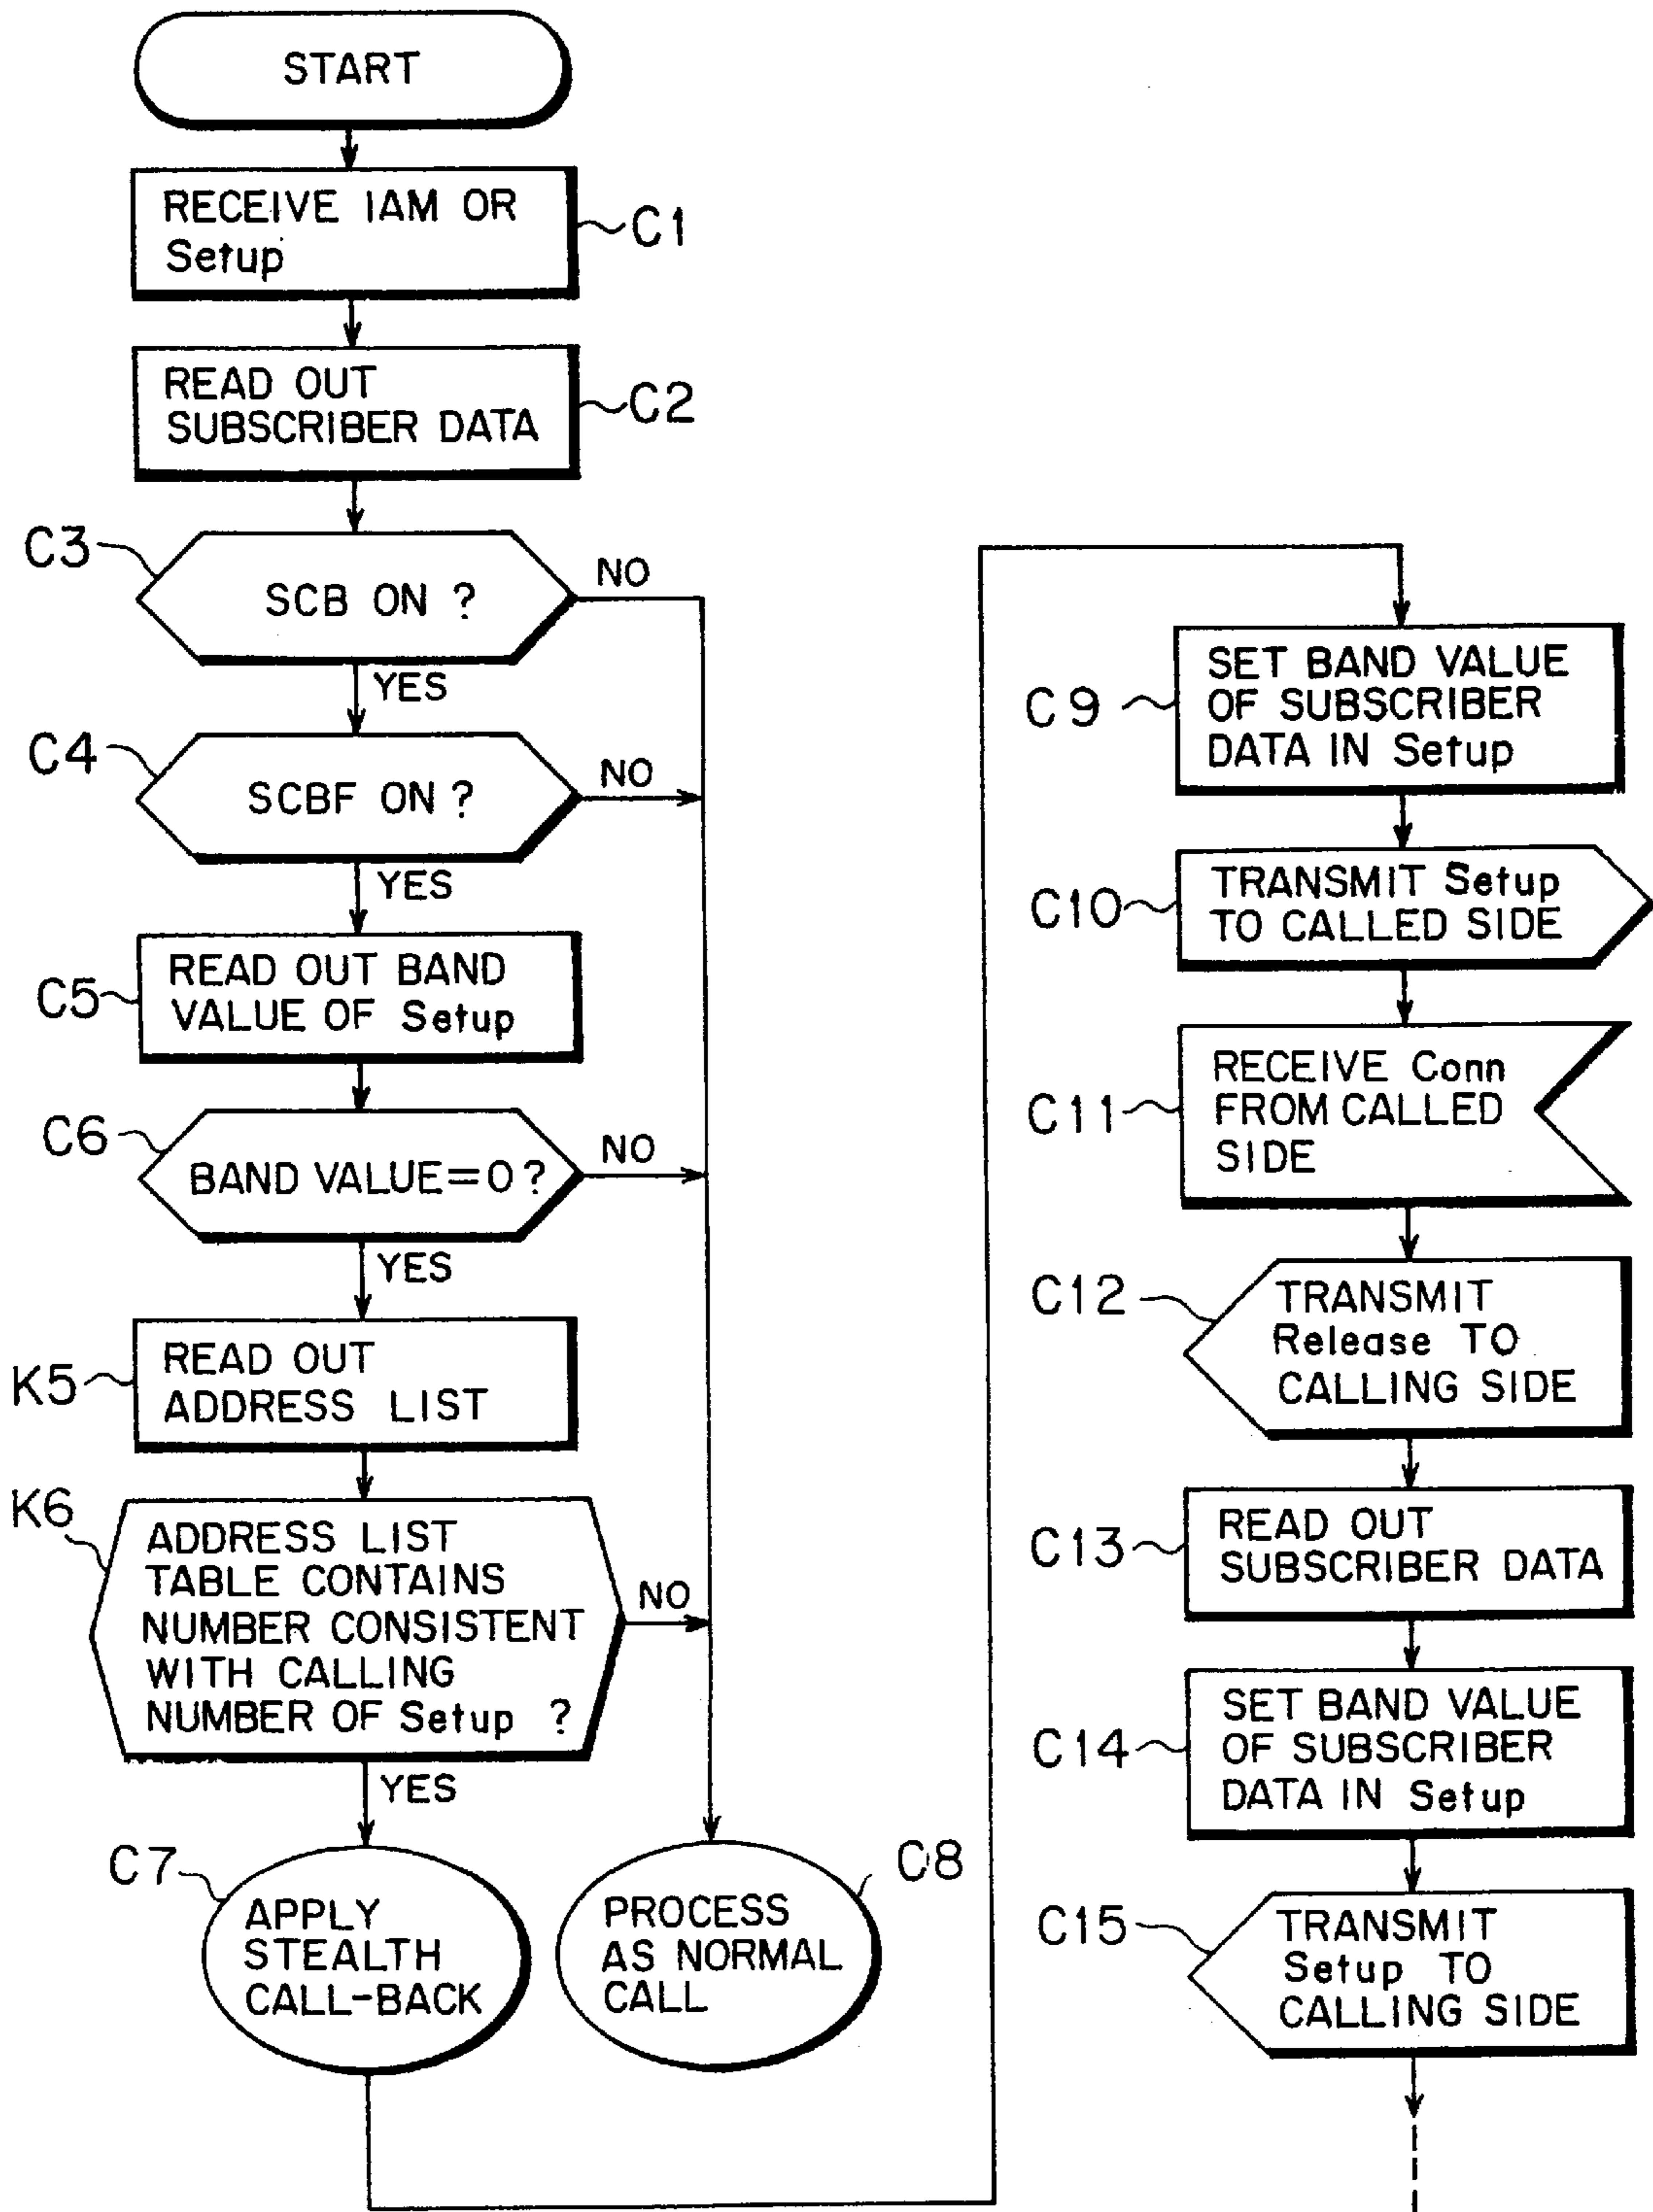 START
RECEIVE IAM OR
Setup
C1
READ OUT
SUBSCRIBER DATA
C2
C3
SCB ON ?
NO
YES
C4
SCBF ON ?
NO
YES
C5
READ OUT BAND
VALUE OF Setup
C6
BAND VALUE=0 ?
NO
YES
K5
READ OUT
ADDRESS LIST
K6
ADDRESS LIST
TABLE CONTAINS
NUMBER CONSISTENT
WITH CALLING
NUMBER OF Setup ?
NO
YES
C7
APPLY
STEALTH
CALL-BACK
C8
PROCESS
AS NORMAL
CALL
C9
SET BAND VALUE
OF SUBSCRIBER
DATA IN Setup
C10
TRANSMIT Setup
TO CALLED SIDE
C11
RECEIVE Conn
FROM CALLED
SIDE
C12
TRANSMIT
Release TO
CALLING SIDE
C13
READ OUT
SUBSCRIBER DATA
C14
SET BAND VALUE
OF SUBSCRIBER
DATA IN Setup
C15
TRANSMIT
Setup TO
CALLING SIDE